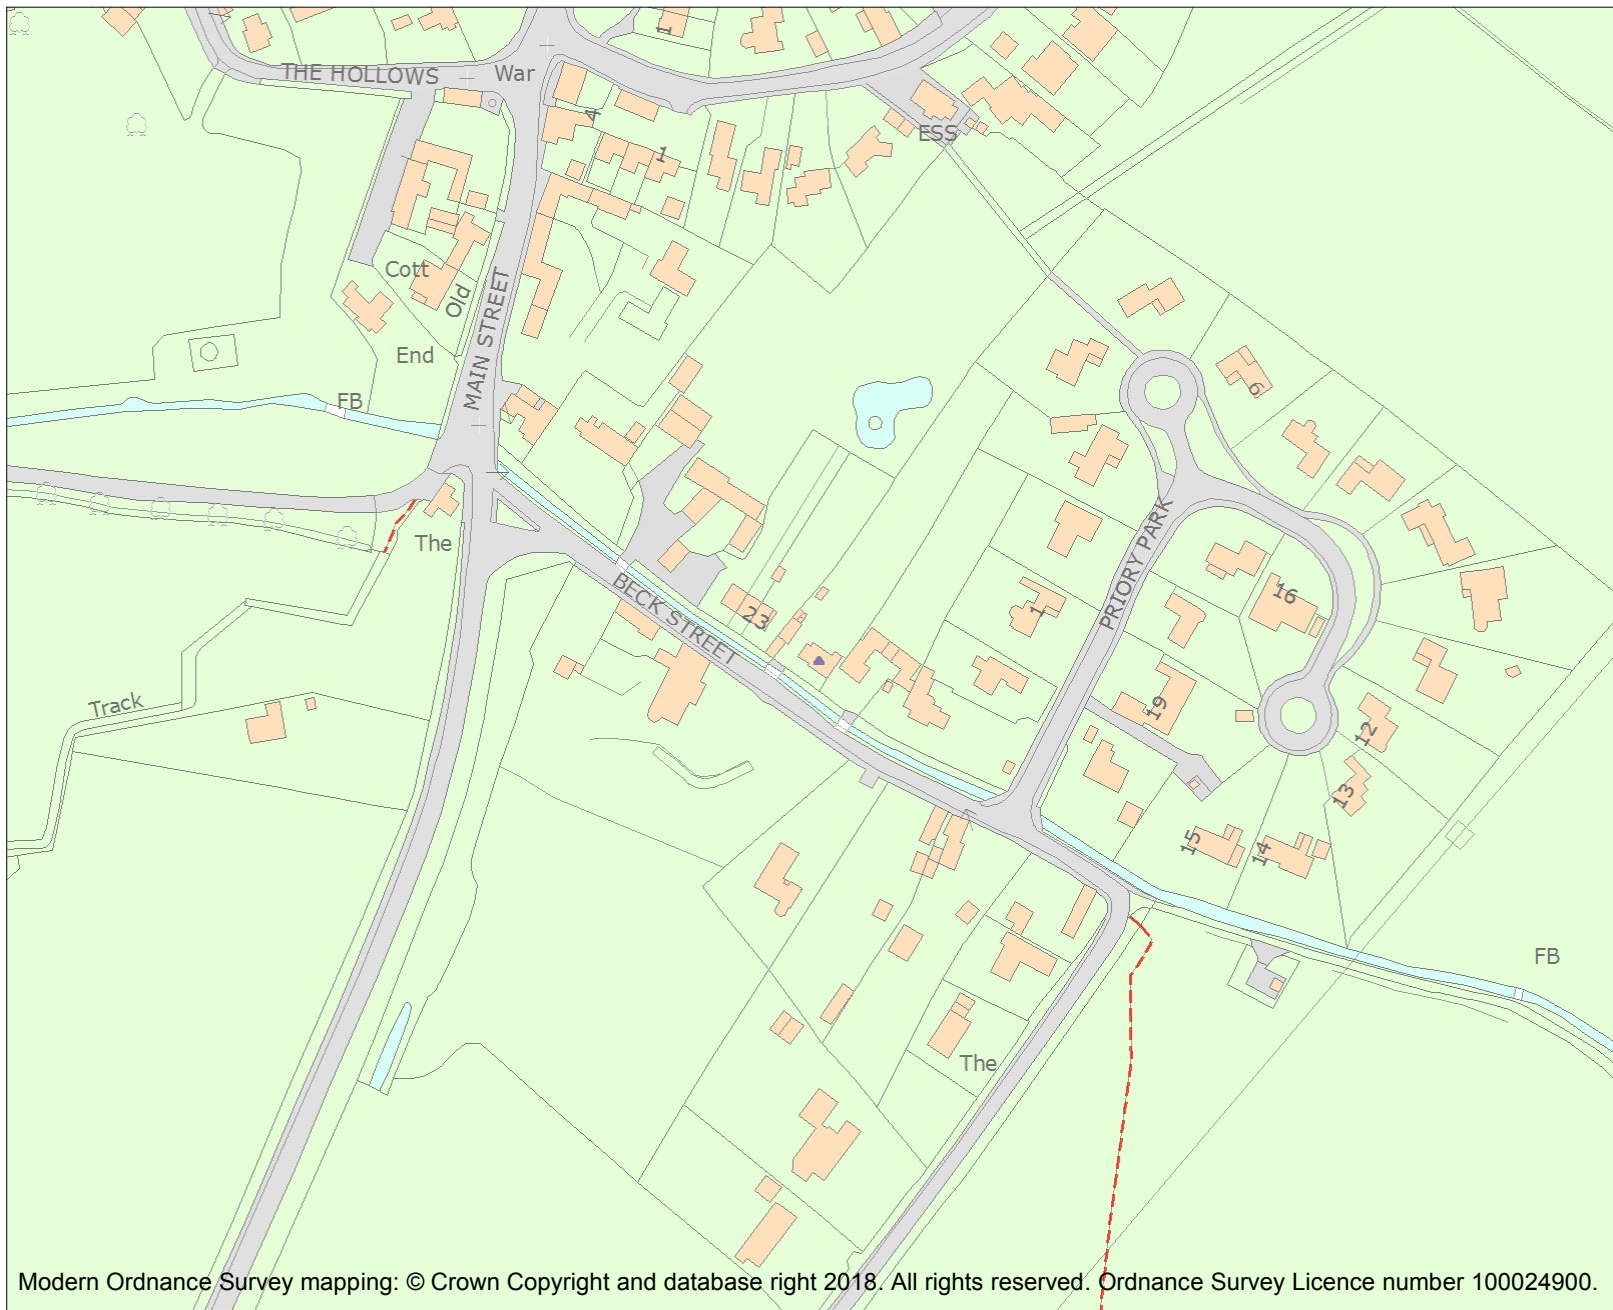 1
THE HOLLOWS
War
4
1
ESS
Cott
Old
MAIN STREET
End
6
FB
PRIORY PARK
The
16
1
BECK STREET
23
Track
19
12
13
15
14
FB
The
Modern Ordnance Survey mapping: © Crown Copyright and database right 2018. All rights reserved. Ordnance Survey Licence number 100024900.